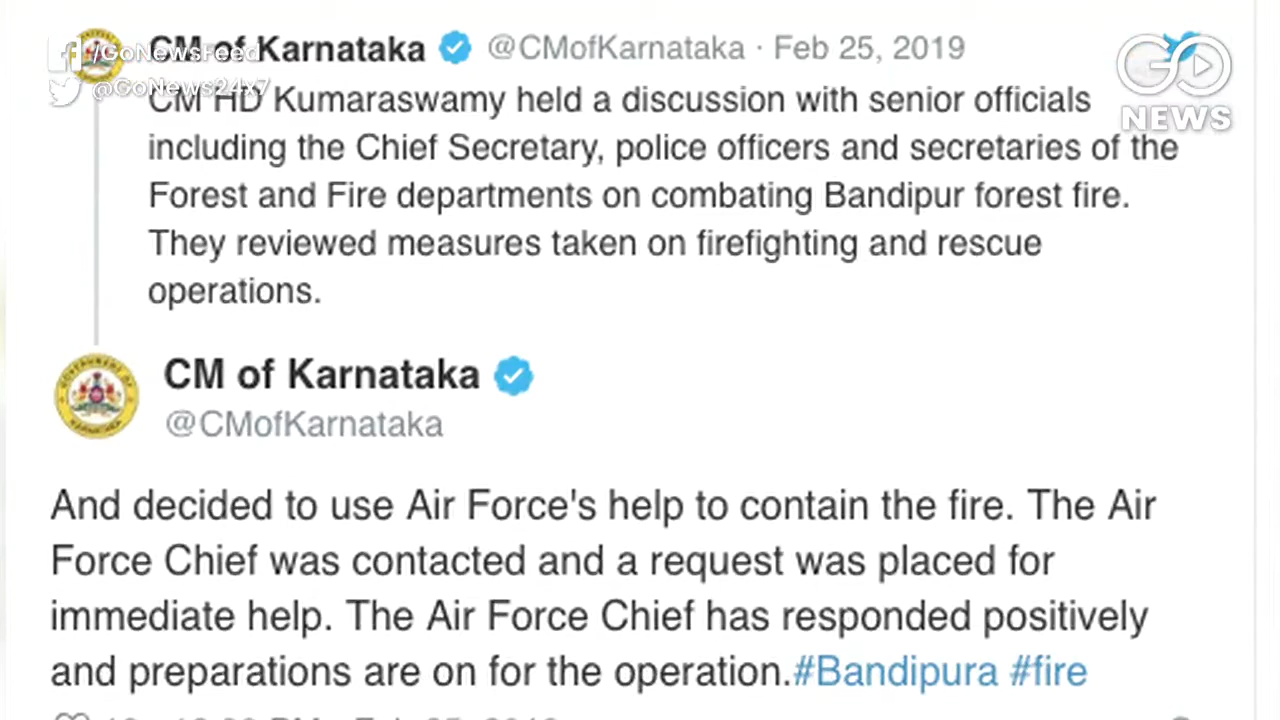 CM of Karnataka @CMofKarnataka · Feb 25, 2019
/GoNewsFeed
@GoNews24x7
GO
NEWS
CM HD Kumaraswamy held a discussion with senior officials
including the Chief Secretary, police officers and secretaries of the
Forest and Fire departments on combating Bandipur forest fire.
They reviewed measures taken on firefighting and rescue
operations.
CM of Karnataka
@CMofKarnataka
And decided to use Air Force's help to contain the fire. The Air
Force Chief was contacted and a request was placed for
immediate help. The Air Force Chief has responded positively
and preparations are on for the operation.#Bandipura #fire